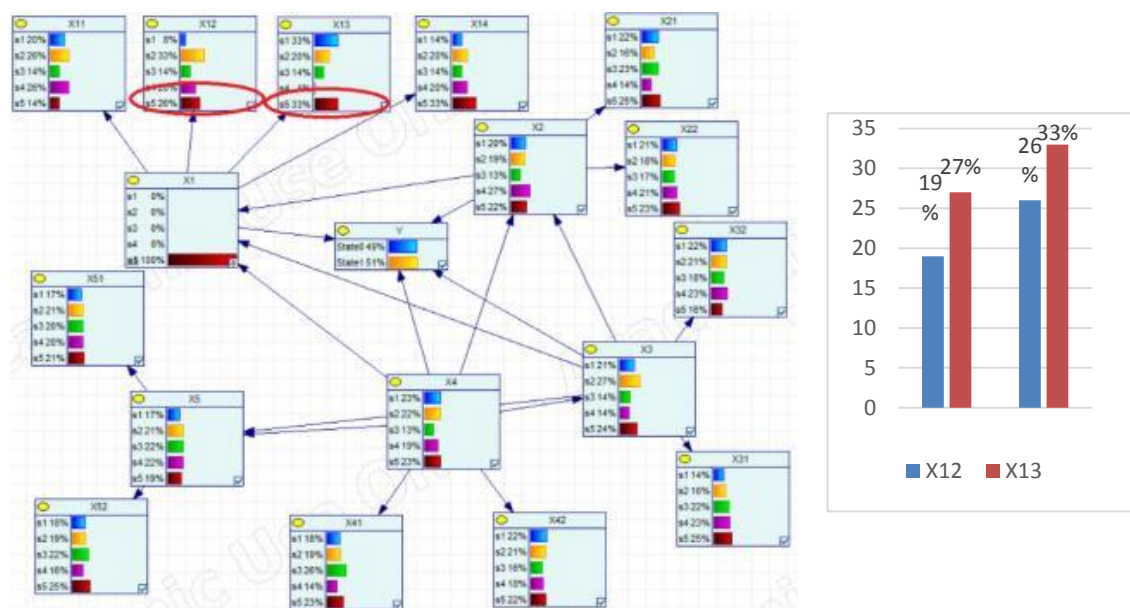 X11
s1 20%
s2 26%
s3 14%
s4 26%
s5 14%
X12
s1 8%
s2 33%
s3 14%
s5 26%
X13
s1 33%
s2 20%
s3 14%
s5 33%
X14
s1 14%
s2 20%
s3 14%
s4 20%
s5 33%
X21
s1 22%
s2 16%
s3 23%
s4 14%
s5 25%
X2
s1 20%
s2 19%
s3 13%
s4 27%
s5 22%
X22
s1 21%
s2 18%
s3 17%
s4 21%
s5 23%
X1
s1 0%
s2 0%
s3 0%
s4 0%
s5 100%
Y
State0 49%
State1 51%
X32
s1 22%
s2 21%
s3 18%
s4 23%
s5 16%
X51
s1 17%
s2 21%
s3 20%
s4 20%
s5 21%
X3
s1 21%
s2 27%
s3 14%
s4 14%
s5 24%
X4
s1 23%
s2 22%
s3 13%
s4 19%
s5 23%
X5
s1 17%
s2 21%
s3 22%
s4 22%
s5 19%
X31
s1 14%
s2 16%
s3 22%
s4 23%
s5 25%
X52
s1 18%
s2 19%
s3 22%
s4 16%
s5 25%
X41
s1 18%
s2 19%
s3 26%
s4 14%
s5 23%
X42
s1 22%
s2 21%
s3 16%
s4 18%
s5 22%
35
30
25
20
15
10
5
0
19
%
27%
26
%
33%
X12 X13